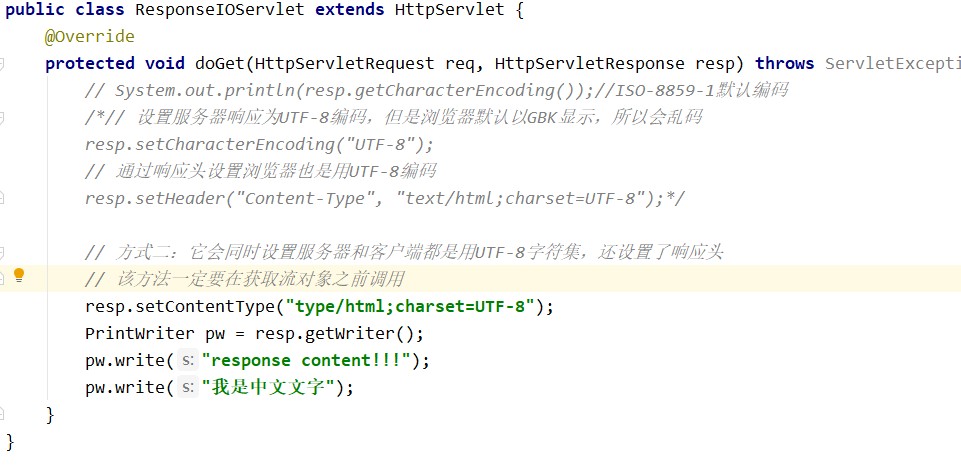 public class ResponseIOServlet extends HttpServlet {
@Override
protected void doGet(HttpServletRequest req, HttpServletResponse resp) throws ServletExcepti
// System.out.println(resp.getCharacterEncoding());//ISO-8859-1默认编码
/*// 设置服务器响应为UTF-8编码，但是浏览器默认以GBK显示，所以会乱码
resp.setCharacterEncoding("UTF-8");
// 通过响应头设置浏览器也是用UTF-8编码
resp.setHeader("Content-Type", "text/html;charset=UTF-8");*/
// 方式二：它会同时设置服务器和客户端都是用UTF-8字符集，还设置了响应头
// 该方法一定要在获取流对象之前调用
resp.setContentType("type/html;charset=UTF-8");
PrintWriter pw = resp.getWriter();
pw.write( s: "response content!!!");
pw.write( s: "我是中文文字");
}
}